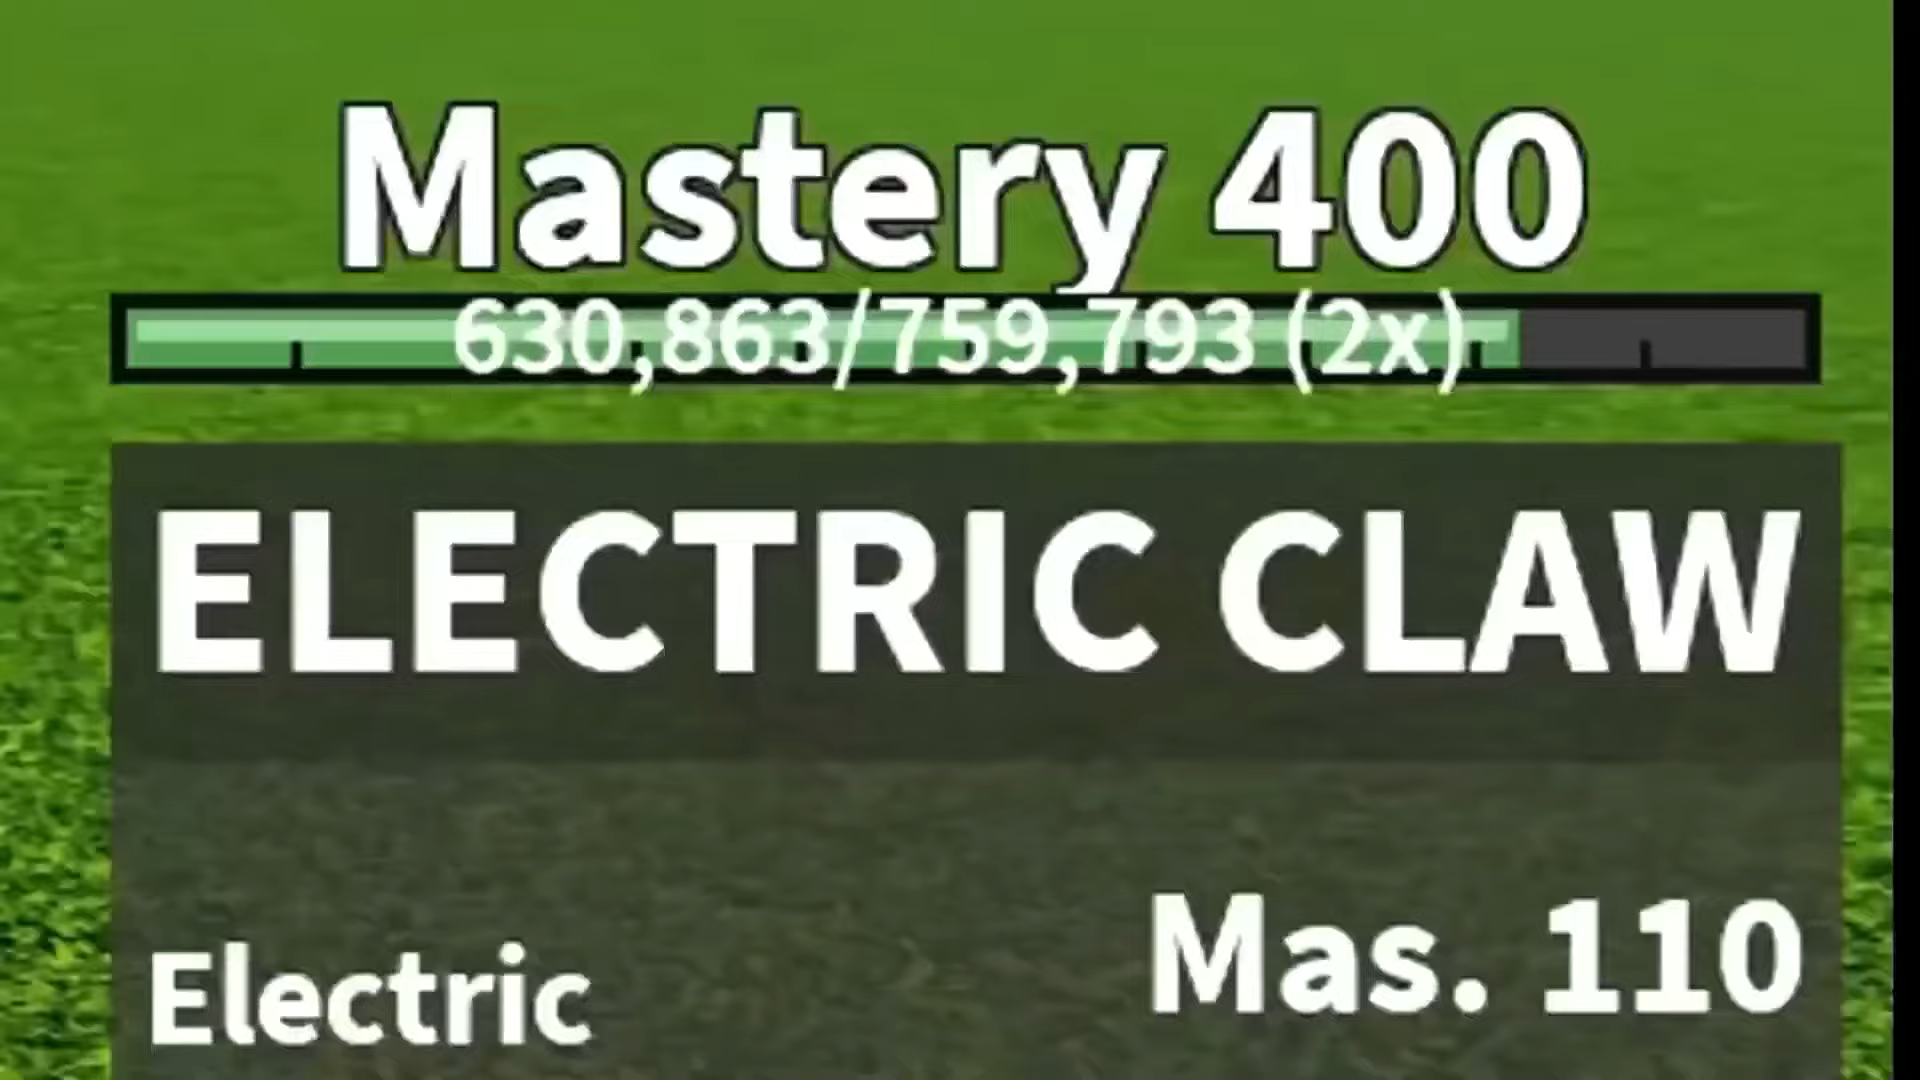 Mastery 400
630,863/759,793 (2x)
ELECTRIC CLAW
Mas. 110
Electric